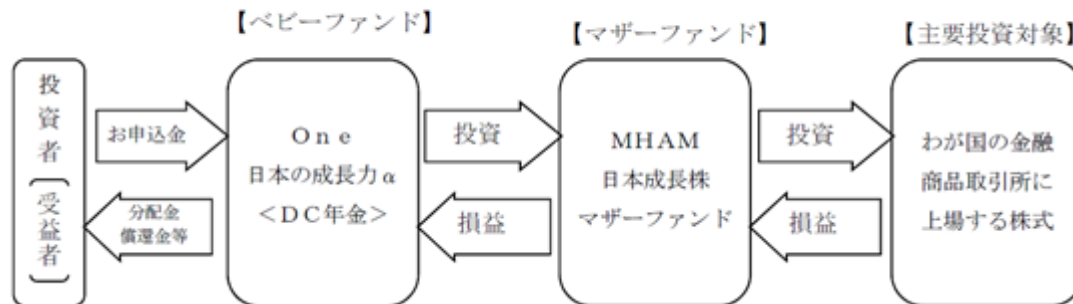 【ベビーファンド】
【マザーファンド】
【主要投資対象】
投資者(受益者)
お申込金
分配金
償還金等
One
日本の成長力α
<DC年金>
投資
損益
MHAM
日本成長株
マザーファンド
投資
損益
わが国の金融
商品取引所に
上場する株式